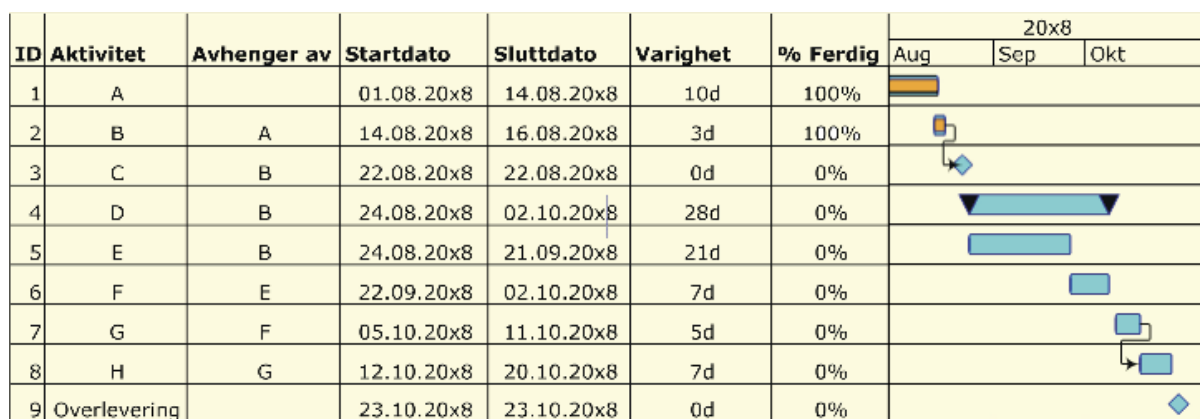 20x8
ID Aktivitet Avhenger av Startdato Sluttdato Varighet % Ferdig Aug Sep Okt
1 A 01.08.20x8 14.08.20x8 10d 100%
2 B A 14.08.20x8 16.08.20x8 3d 100%
3 C B 22.08.20x8 22.08.20x8 0d 0%
4 D B 24.08.20x8 02.10.20x8 28d 0%
5 E B 24.08.20x8 21.09.20x8 21d 0%
6 F E 22.09.20x8 02.10.20x8 7d 0%
7 G F 05.10.20x8 11.10.20x8 5d 0%
8 H G 12.10.20x8 20.10.20x8 7d 0%
9 Overlevering 23.10.20x8 23.10.20x8 0d 0%